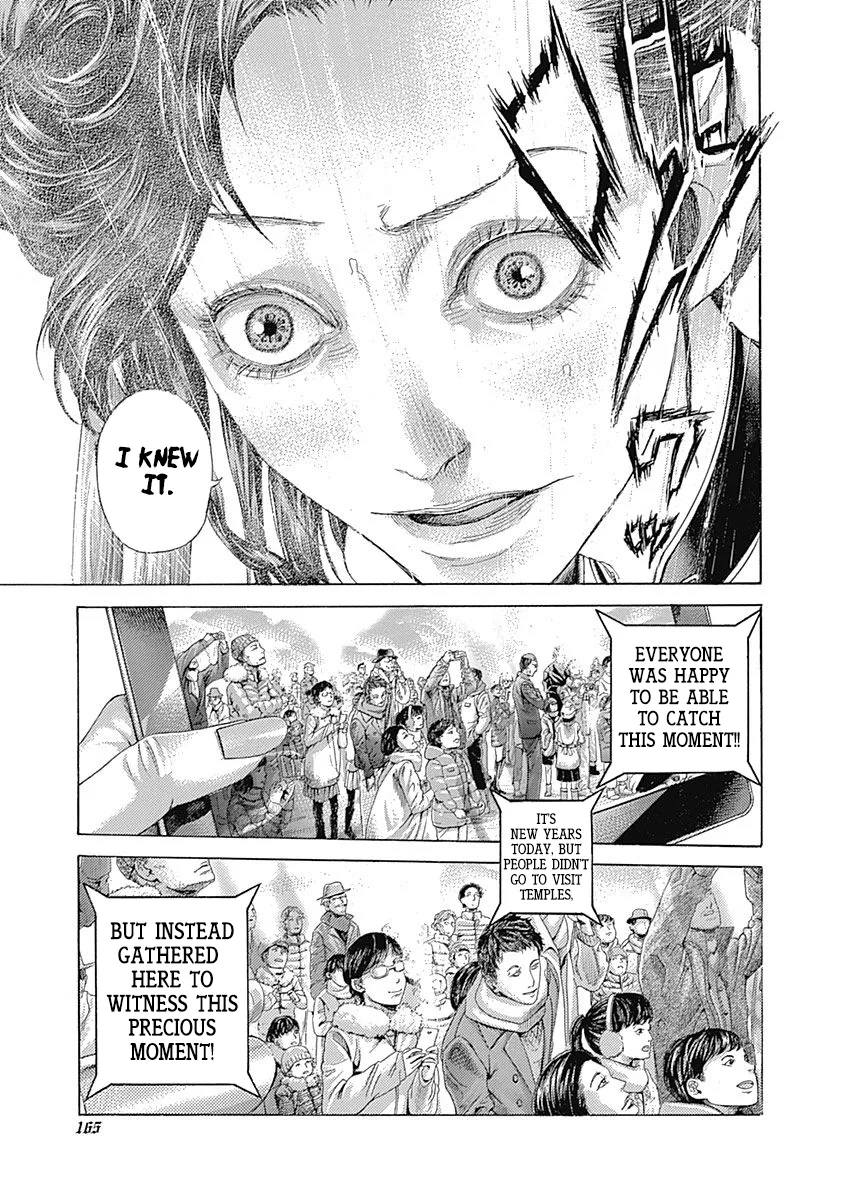 I KNEW
IT.
EVERYONE
WAS HAPPY
TO BE ABLE
TO CATCH
THIS MOMENT!!
IT'S
NEW YEARS
TODAY, BUT
PEOPLE DIDN'T
GO TO VISIT
TEMPLES,
BUT INSTEAD
GATHERED
HERE TO
WITNESS THIS
PRECIOUS
MOMENT!
165